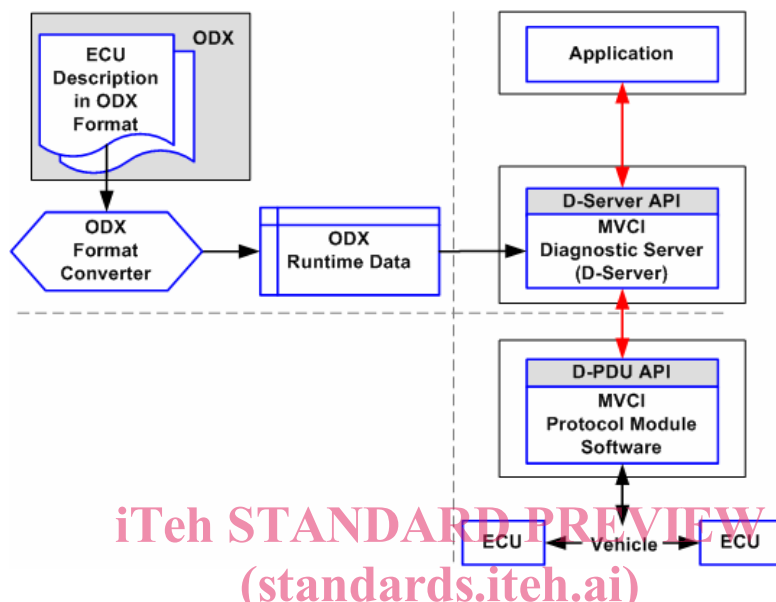 ODX
ECU
Description
in ODX
Format
Application
D-Server API
MVCI
Diagnostic Server
(D-Server)
ODX
Format
Converter
ODX
Runtime Data
D-PDU API
MVCI
Protocol Module
Software
iTeh STANDARD PREVIEW
ECU
Vehicle
ECU
(standards.iteh.ai)